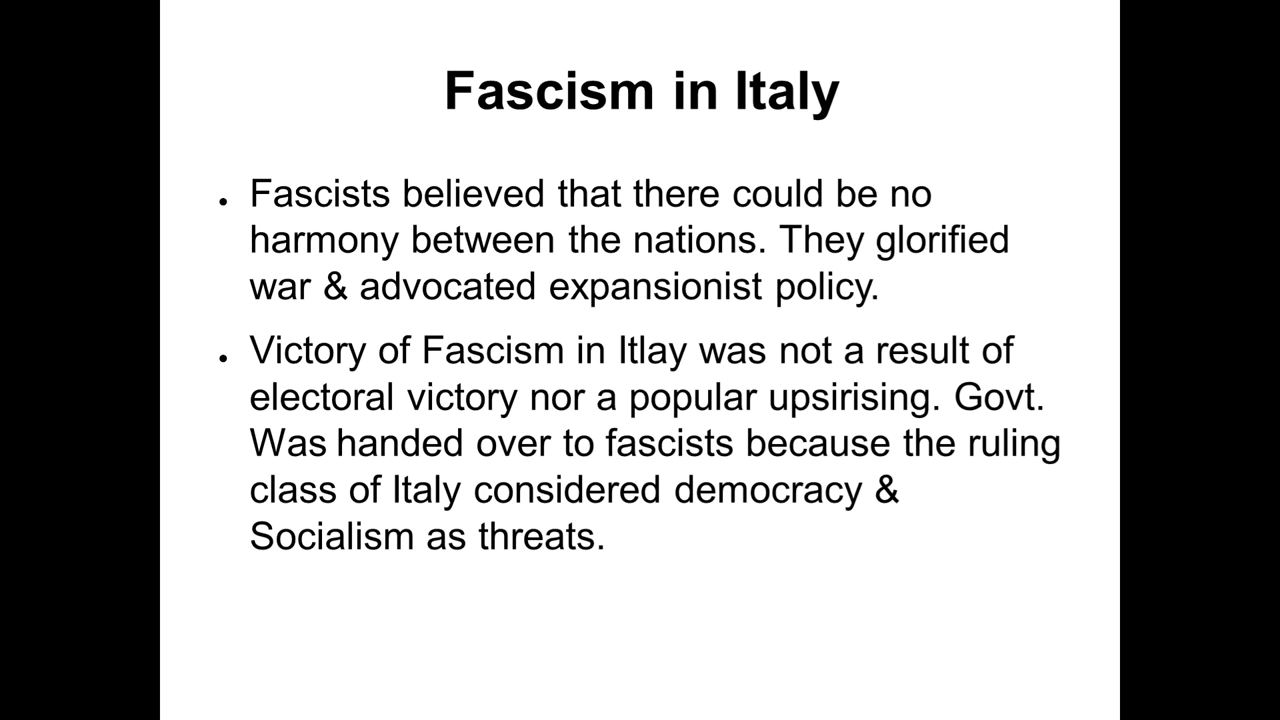 Fascism in Italy
• Fascists believed that there could be no
harmony between the nations. They glorified
war & advocated expansionist policy.
• Victory of Fascism in Itlay was not a result of
electoral victory nor a popular upsirising. Govt.
Was handed over to fascists because the ruling
class of Italy considered democracy &
Socialism as threats.